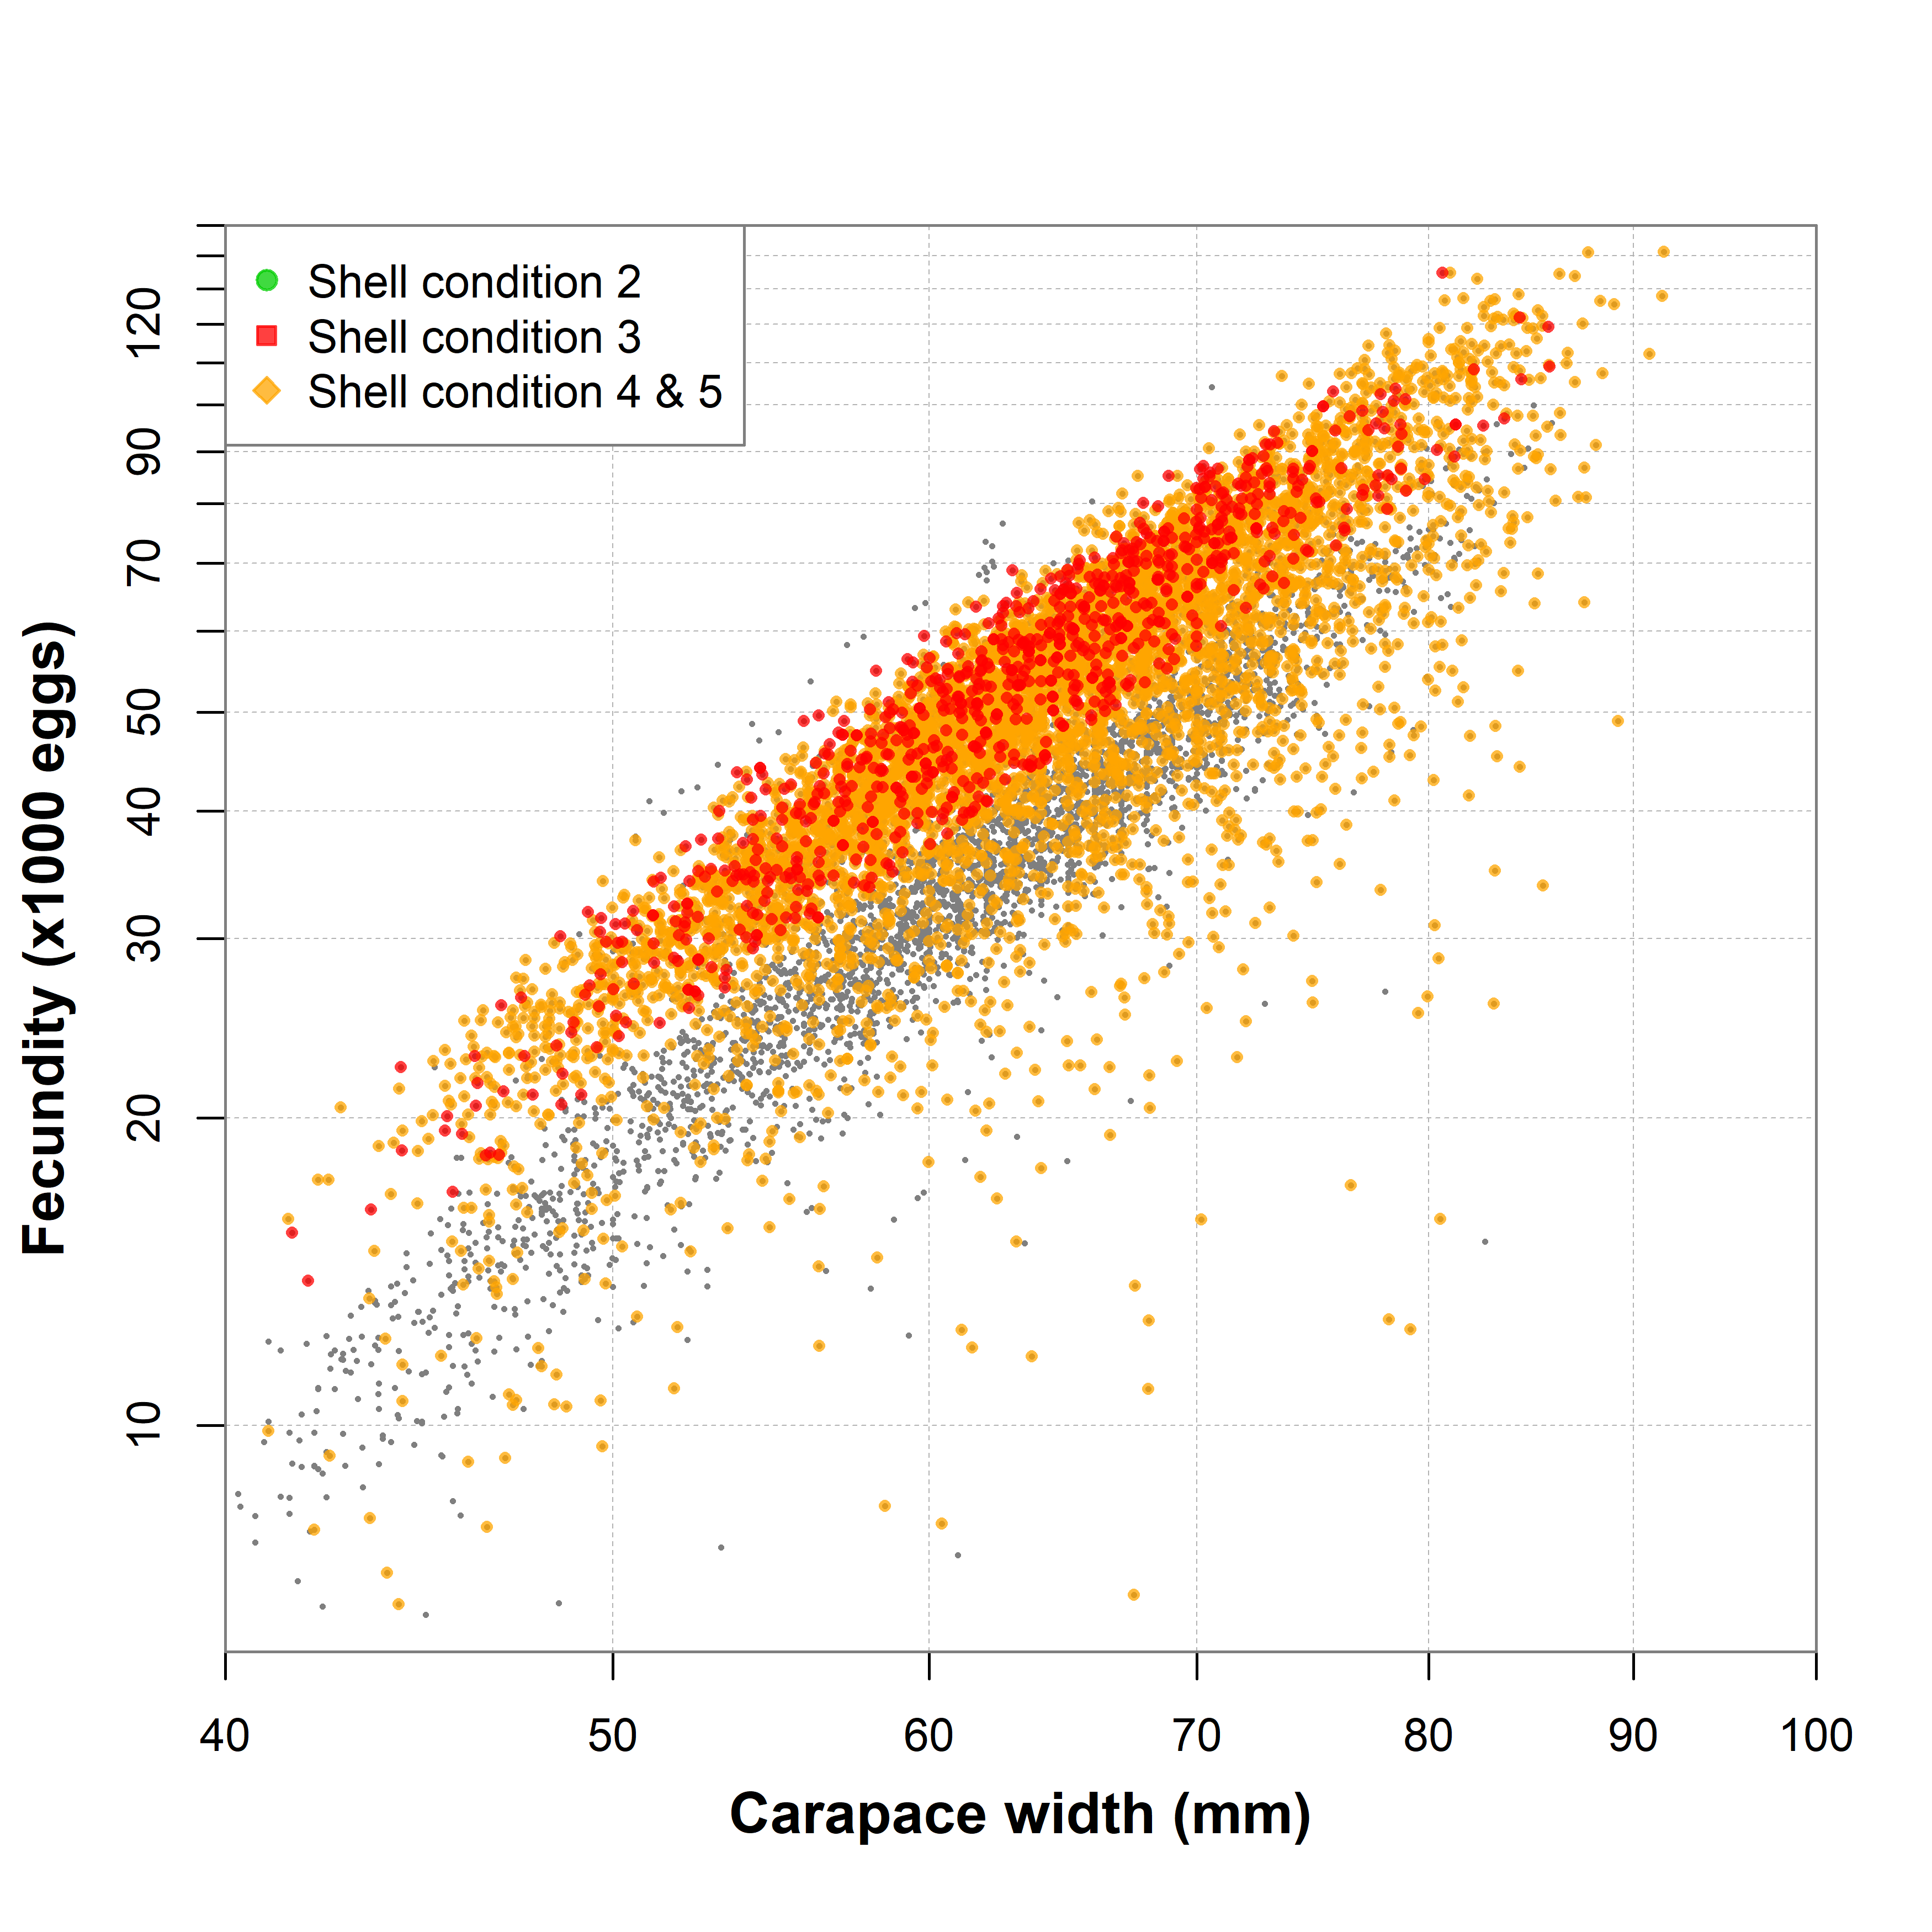 Shell condition 2
Shell condition 3
Shell condition 4 & 5
Fecundity (x1000 eggs)
120
90
70
50
40
30
20
10
40 50 60 70 80 90 100
Carapace width (mm)